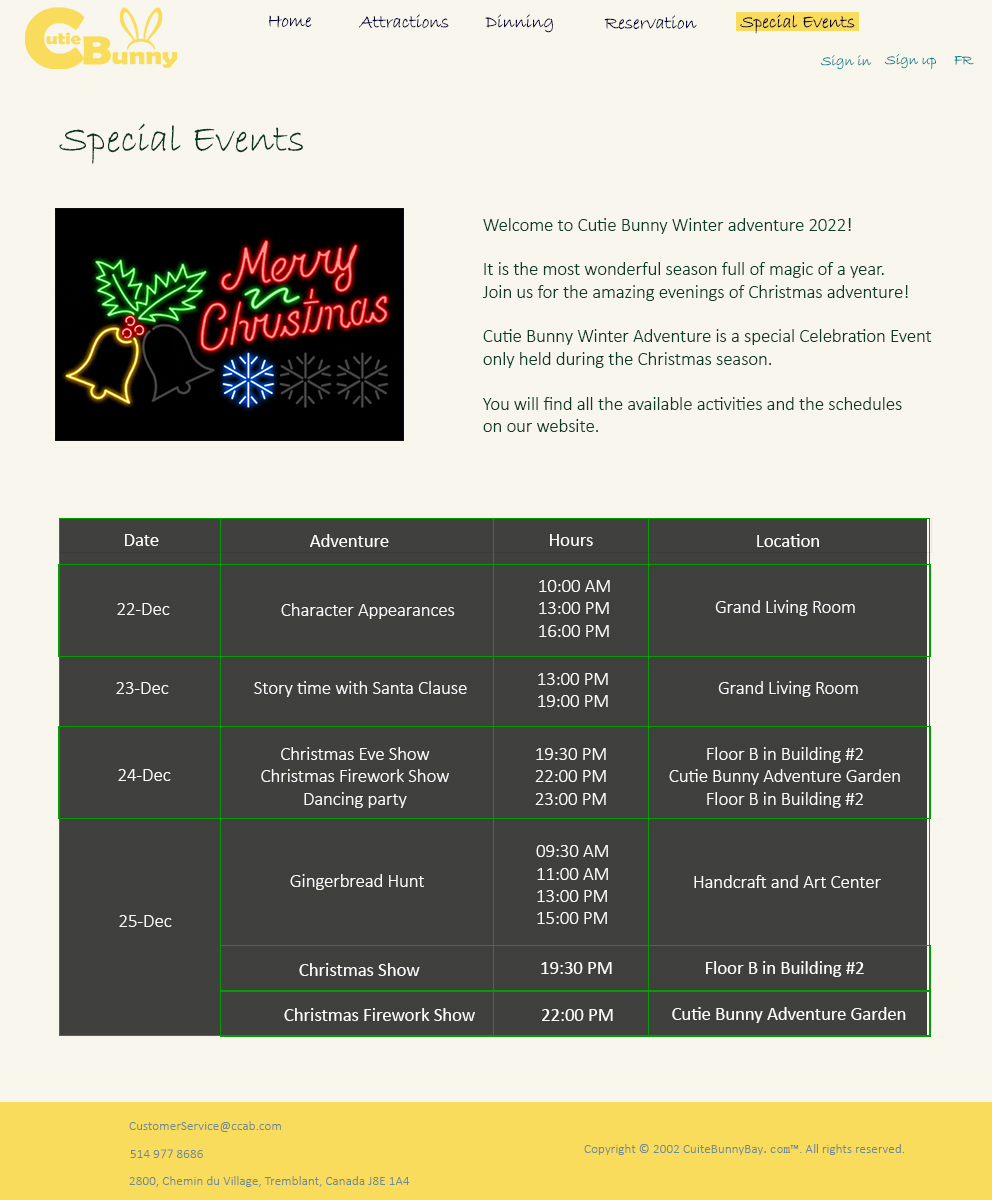 Cutie Bunny
Home Attractions Dinning Reservation Special Events
Sign in Sign up FR
Special Events
Merry
Christmas
Welcome to Cutie Bunny Winter adventure 2022!
It is the most wonderful season full of magic of a year.
Join us for the amazing evenings of Christmas adventure!
Cutie Bunny Winter Adventure is a special Celebration Event
only held during the Christmas season.
You will find all the available activities and the schedules
on our website.
Date Adventure Hours Location
22-Dec Character Appearances 10:00 AM Grand Living Room
13:00 PM
16:00 PM
23-Dec Story time with Santa Clause 13:00 PM Grand Living Room
19:00 PM
24-Dec Christmas Eve Show 19:30 PM Floor B in Building #2
Christmas Firework Show 22:00 PM Cutie Bunny Adventure Garden
Dancing party 23:00 PM Floor B in Building #2
25-Dec Gingerbread Hunt 09:30 AM Handcraft and Art Center
11:00 AM
13:00 PM
15:00 PM
Christmas Show 19:30 PM Floor B in Building #2
Christmas Firework Show 22:00 PM Cutie Bunny Adventure Garden
CustomerService@ccab.com
514 977 8686
2800, Chemin du Village, Tremblant, Canada J8E 1A4
Copyright © 2002 CuiteBunnyBay. com™. All rights reserved.